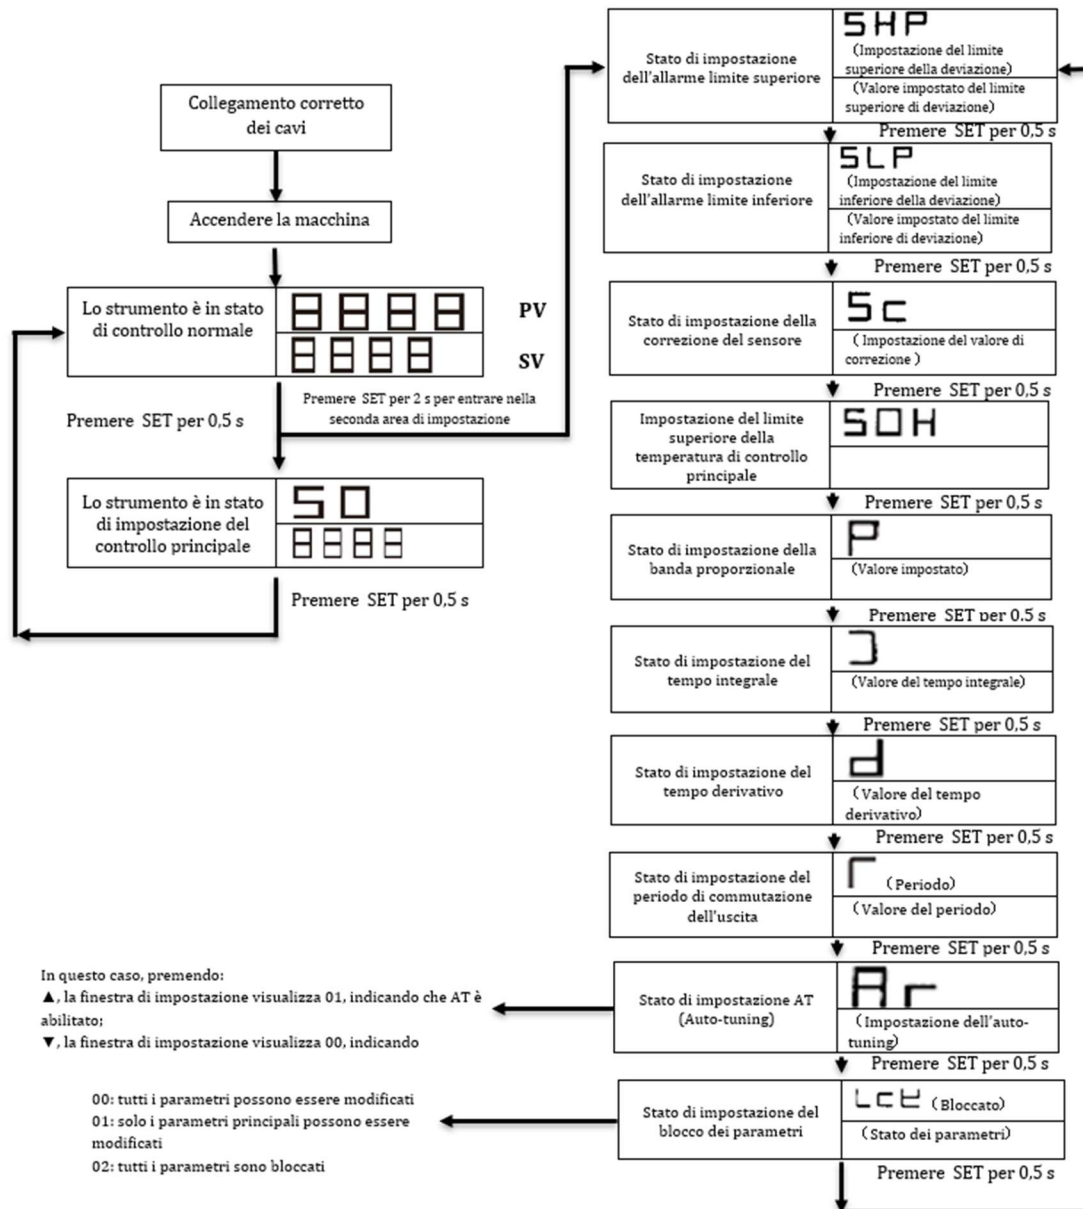 Collegamento corretto
dei cavi
Accendere la macchina
Lo strumento è in stato
di controllo normale
8888
PV
8888
SV
Premere SET per 0,5 s
Premere SET per 2 s per entrare nella
seconda area di impostazione
Lo strumento è in stato
di impostazione del
controllo principale
SO
8888
Premere SET per 0,5 s
Stato di impostazione
dell'allarme limite superiore
SHP
(Impostazione del limite
superiore della deviazione)
(Valore impostato del limite
superiore di deviazione)
Premere SET per 0,5 s
Stato di impostazione
dell'allarme limite inferiore
SLP
(Impostazione del limite
inferiore della deviazione)
(Valore impostato del limite
inferiore di deviazione)
Premere SET per 0,5 s
Stato di impostazione della
correzione del sensore
Sc
( Impostazione del valore di
correzione )
Premere SET per 0,5 s
Impostazione del limite
superiore della
temperatura di controllo
principale
SOH
Premere SET per 0,5 s
Stato di impostazione della
banda proporzionale
P
(Valore impostato)
Premere SET per 0.5 s
Stato di impostazione del
tempo integrale
(Valore del tempo integrale)
Premere SET per 0,5 s
Stato di impostazione del
tempo derivativo
d
(Valore del tempo
derivativo)
Premere SET per 0,5 s
Stato di impostazione del
periodo di commutazione
dell'uscita
(Periodo)
(Valore del periodo)
Premere SET per 0,5 s
Stato di impostazione AT
(Auto-tuning)
Ar
(Impostazione dell'auto-
tuning)
Premere SET per 0,5 s
In questo caso, premendo:
▲, la finestra di impostazione visualizza 01, indicando che AT è
abilitato;
▼, la finestra di impostazione visualizza 00, indicando
Stato di impostazione del
blocco dei parametri
Lck (Bloccato)
(Stato dei parametri)
Premere SET per 0,5 s
00: tutti i parametri possono essere modificati
01: solo i parametri principali possono essere
modificati
02: tutti i parametri sono bloccati